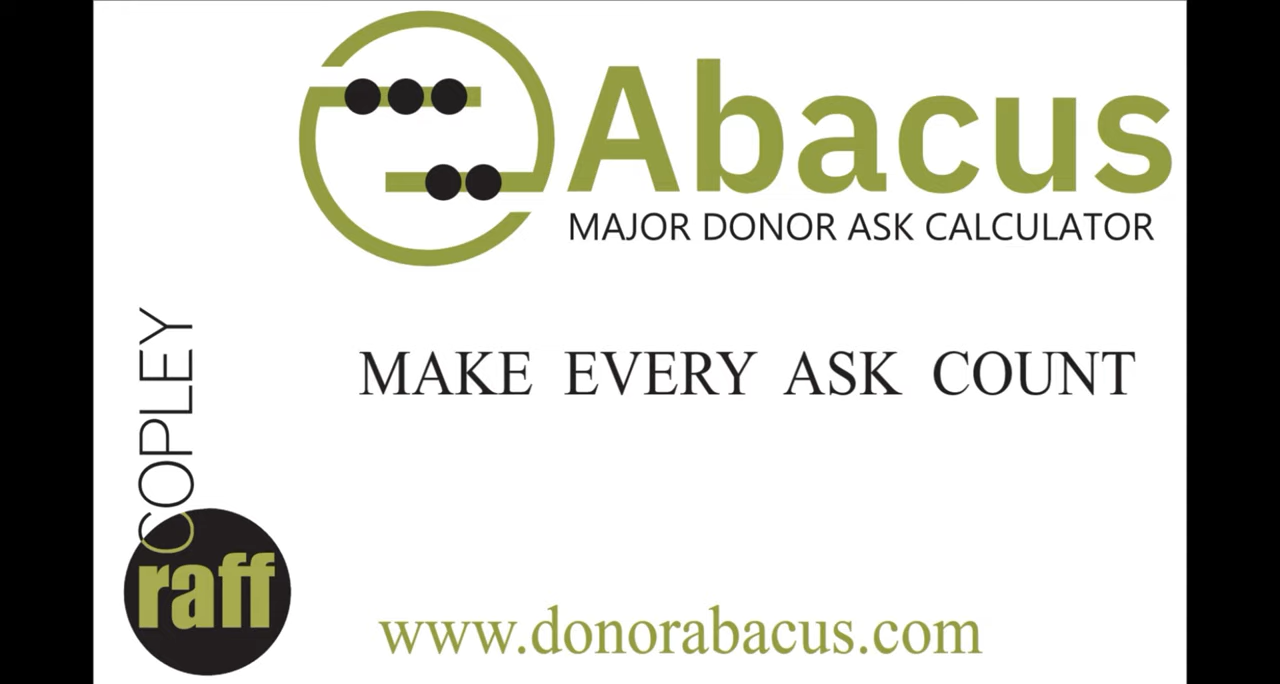 Abacus
MAJOR DONOR ASK CALCULATOR
MAKE EVERY ASK COUNT
COPLEY
raff
www.donorabacus.com